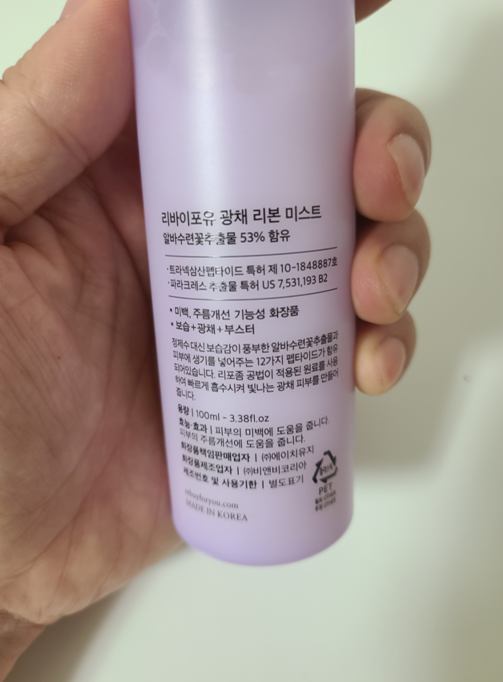 리바이포유 광채 리본 미스트
알바수련꽃추출물 53% 함유
·트라넥삼산펩타이드 특허 제 10-1848887호
·파라크레스 추출물 특허 US 7,531,193 B2
• 미백, 주름개선 기능성 화장품
• 보습+광채+부스터
정제수 대신 보습감이 풍부한 알바수련꽃추출물과
피부에 생기를 넣어주는 12가지 펩타이드가 함유
되어있습니다. 리포좀 공법이 적용된 원료를 사용
하여 빠르게 흡수시켜 빛나는 광채 피부를 만들어
줍니다.
용량 | 100ml - 3.38fl.oz
효능·효과 | 피부의 미백에 도움을 줍니다.
피부의 주름개선에 도움을 줍니다.
화장품책임판매업자 | ㈜에이치유지
화장품제조업자 | ㈜비앤비코리아
제조번호 및 사용기한 | 별도표기
MADE IN KOREA
PET